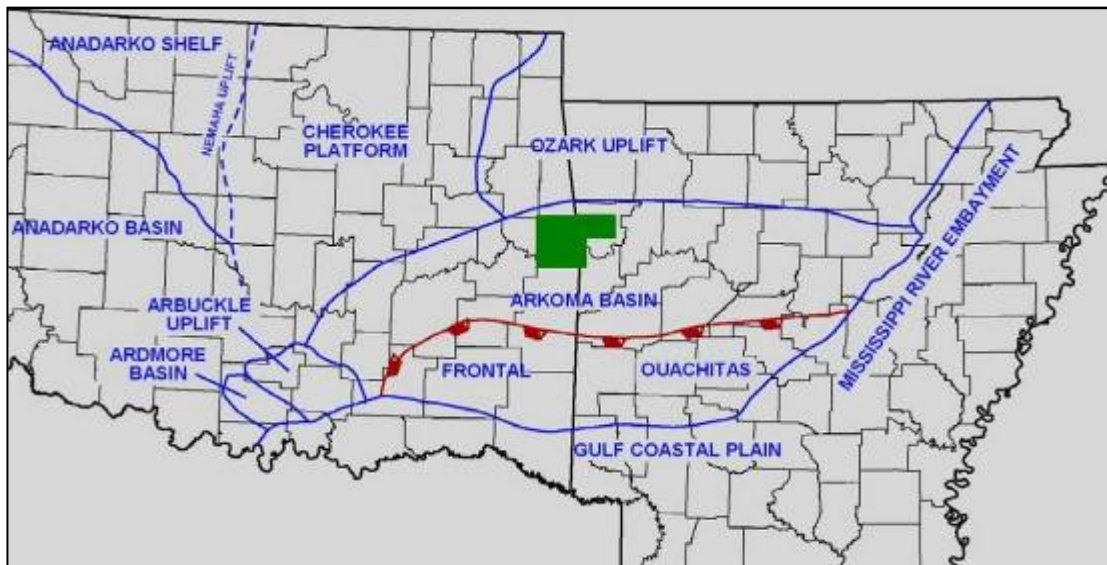 ANADARKO SHELF
NEMAHA UPLIFT
CHEROKEE
PLATFORM
OZARK UPLIFT
MISSISSIPPI RIVER EMBAYMENT
ANADARKO BASIN
ARBUCKLE
UPLIFT
ARKOMA BASIN
ARDMORE
BASIN
FRONTAL
OUACHITAS
GULF COASTAL PLAIN